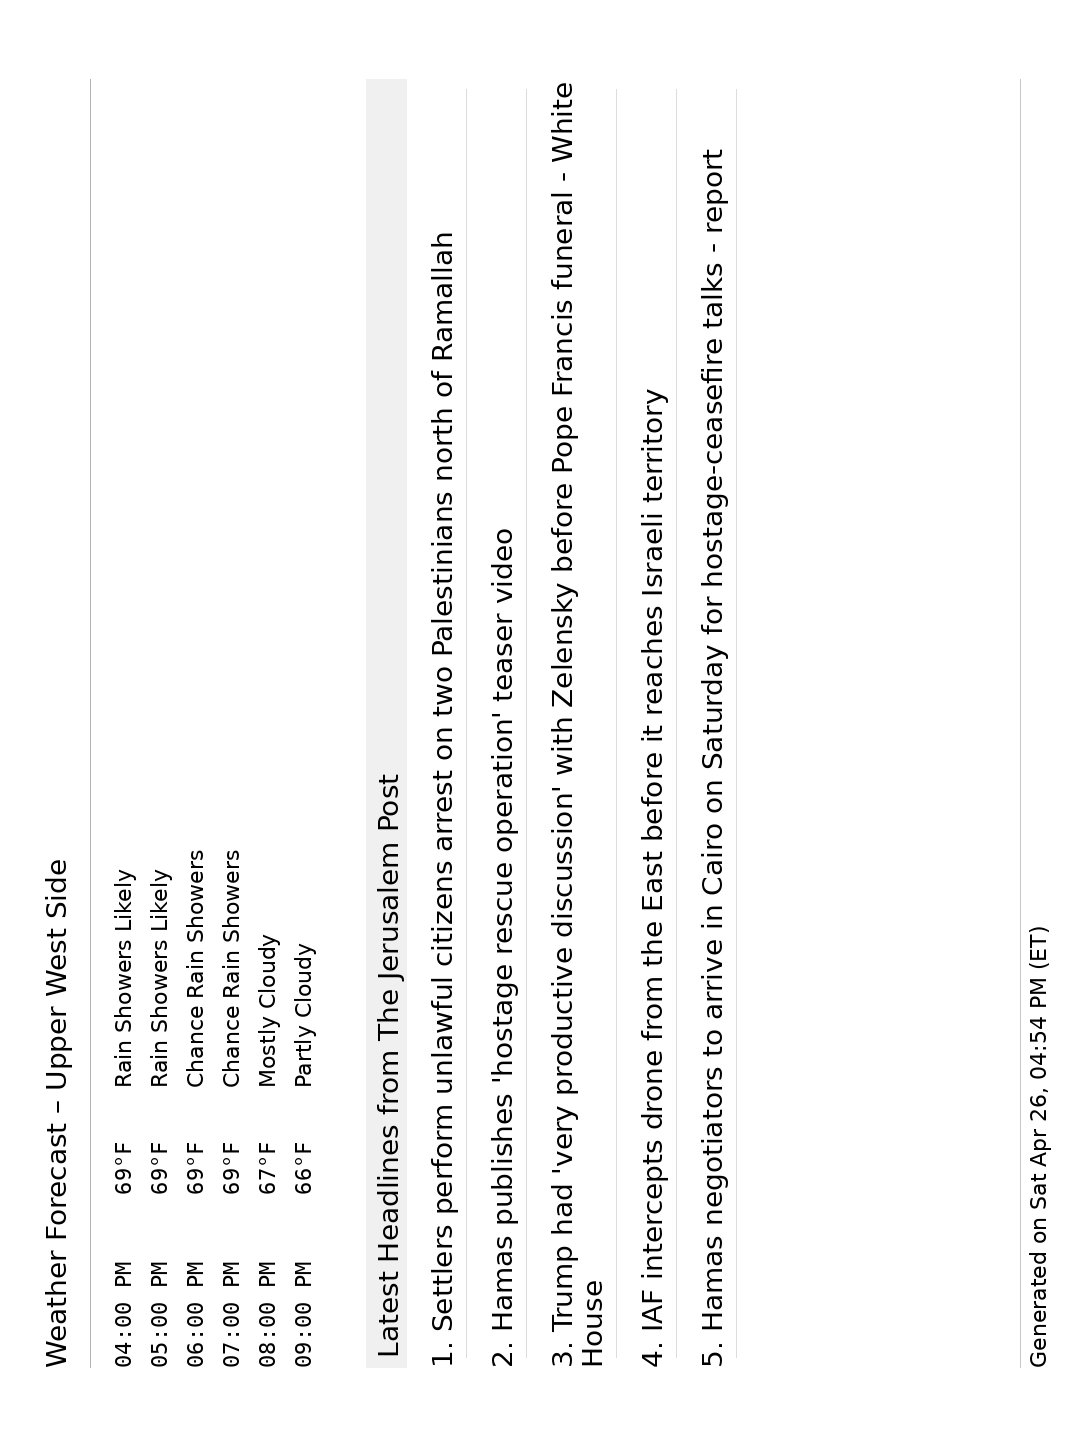 Weather Forecast – Upper West Side
04:00 PM 69°F Rain Showers Likely
05:00 PM 69°F Rain Showers Likely
06:00 PM 69°F Chance Rain Showers
07:00 PM 69°F Chance Rain Showers
08:00 PM 67°F Mostly Cloudy
09:00 PM 66°F Partly Cloudy
Latest Headlines from The Jerusalem Post
1. Settlers perform unlawful citizens arrest on two Palestinians north of Ramallah
2. Hamas publishes 'hostage rescue operation' teaser video
3. Trump had 'very productive discussion' with Zelensky before Pope Francis funeral - White
House
4. IAF intercepts drone from the East before it reaches Israeli territory
5. Hamas negotiators to arrive in Cairo on Saturday for hostage-ceasefire talks - report
Generated on Sat Apr 26, 04:54 PM (ET)